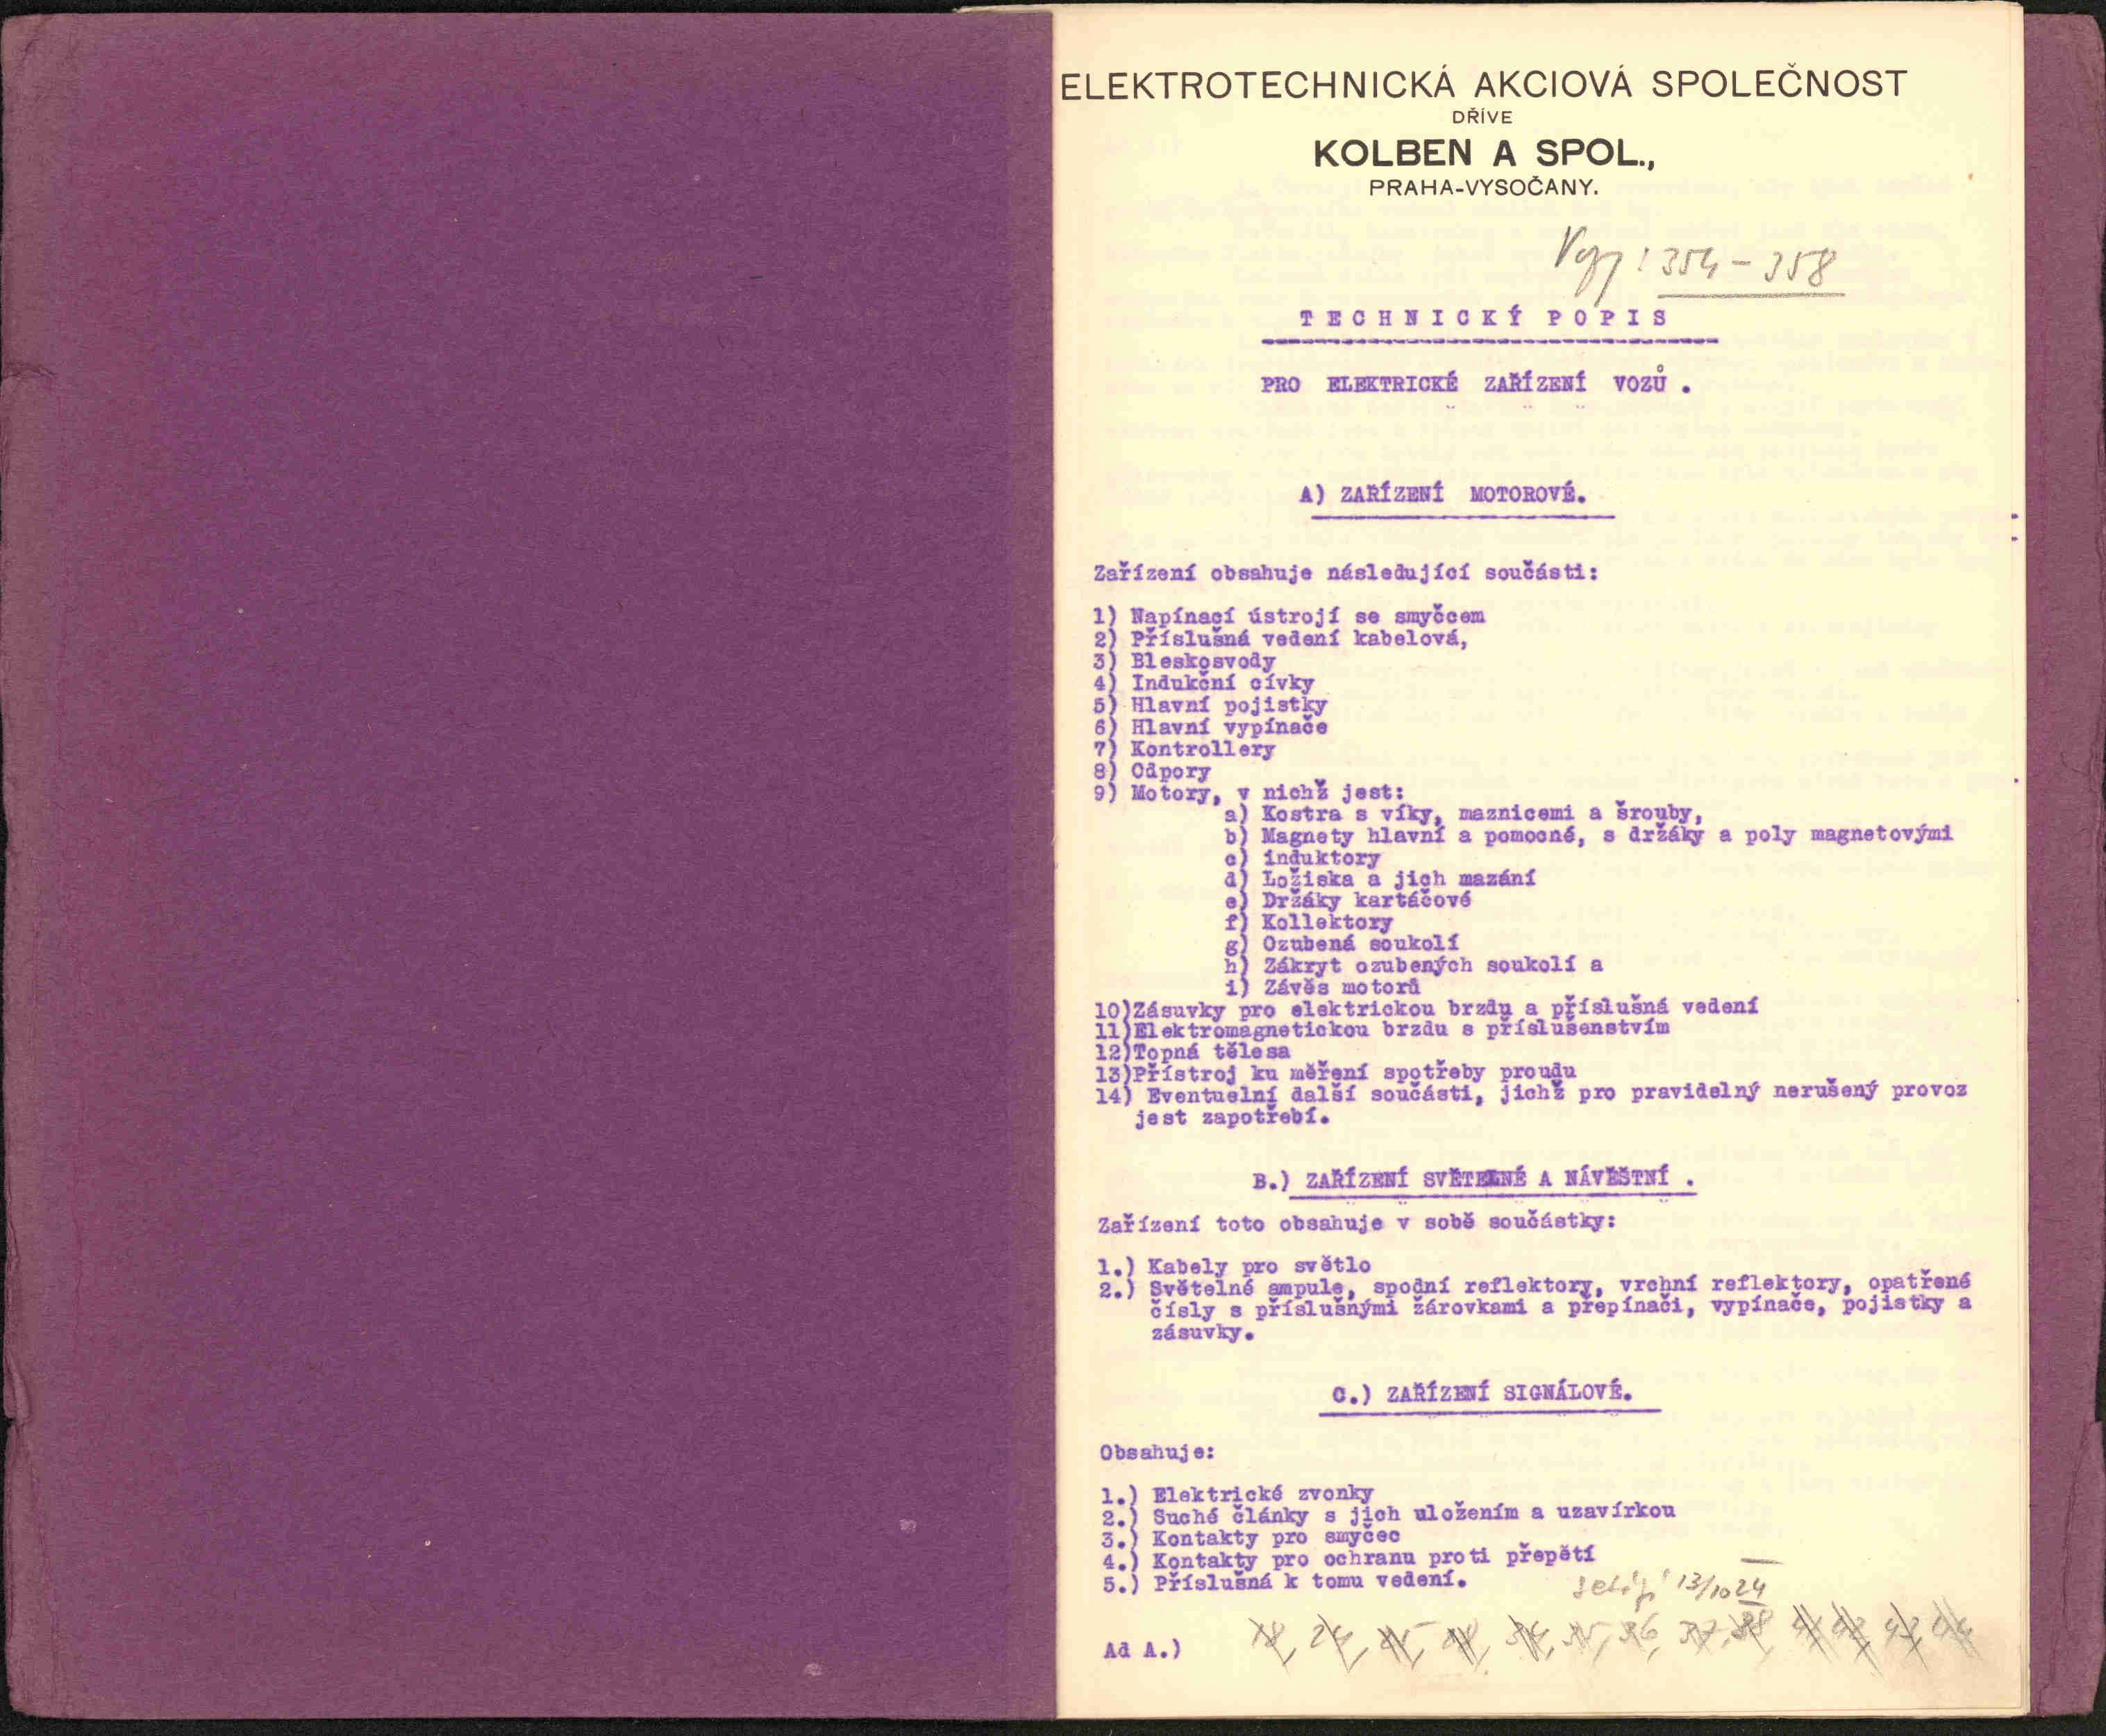 ELEKTROTECHNICKÁ AKCIOVÁ SPOLEČNOST
DŘÍVE
KOLBEN A SPOL.,
PRAHA-VYSOČANY.
354 - 358
TECHNICKÝ POPIS
PRO ELEKTRICKÉ ZAŘÍZENÍ VOZŮ .
A) ZAŘÍZENÍ MOTOROVÉ.
Zařízení obsahuje následující součásti:
1) Napínací ústrojí se smyčcem
2) Příslušná vedení kabelová,
3) Bleskosvody
4) Indukční cívky
5) Hlavní pojistky
6) Hlavní vypínače
7) Kontrollery
8) Odpory
9) Motory, v nichž jest:
a) Kostra s víky, maznicemi a šrouby,
b) Magnety hlavní a pomocné, s držáky a poly magnetovými
c) induktory
d) Ložiska a jich mazání
e) Držáky kartáčové
f) Kollektory
g) Ozubená soukolí
h) Zákryt ozubených soukolí a
i) Závěs motorů
10)Zásuvky pro elektrickou brzdu a příslušná vedení
11)Elektromagnetickou brzdu s příslušenstvím
12)Topná tělesa
13)Přístroj ku měření spotřeby proudu
14) Eventuelní další součásti, jichž pro pravidelný nerušený provoz
jest zapotřebí.
B.) ZAŘÍZENÍ SVĚTELNÉ A NÁVĚŠTNÍ .
Zařízení toto obsahuje v sobě součástky:
1.) Kabely pro světlo
2.) Světelné ampule, spodní reflektory, vrchní reflektory, opatřené
čísly s příslušnými žárovkami a přepínači, vypínače, pojistky a
zásuvky.
C.) ZAŘÍZENÍ SIGNÁLOVÉ.
Obsahuje:
1.) Elektrické zvonky
2.) Suché články s jich uložením a uzavírkou
3.) Kontakty pro smyčec
4.) Kontakty pro ochranu proti přepětí
5.) Příslušná k tomu vedení.
13/10 24
Ad A.)